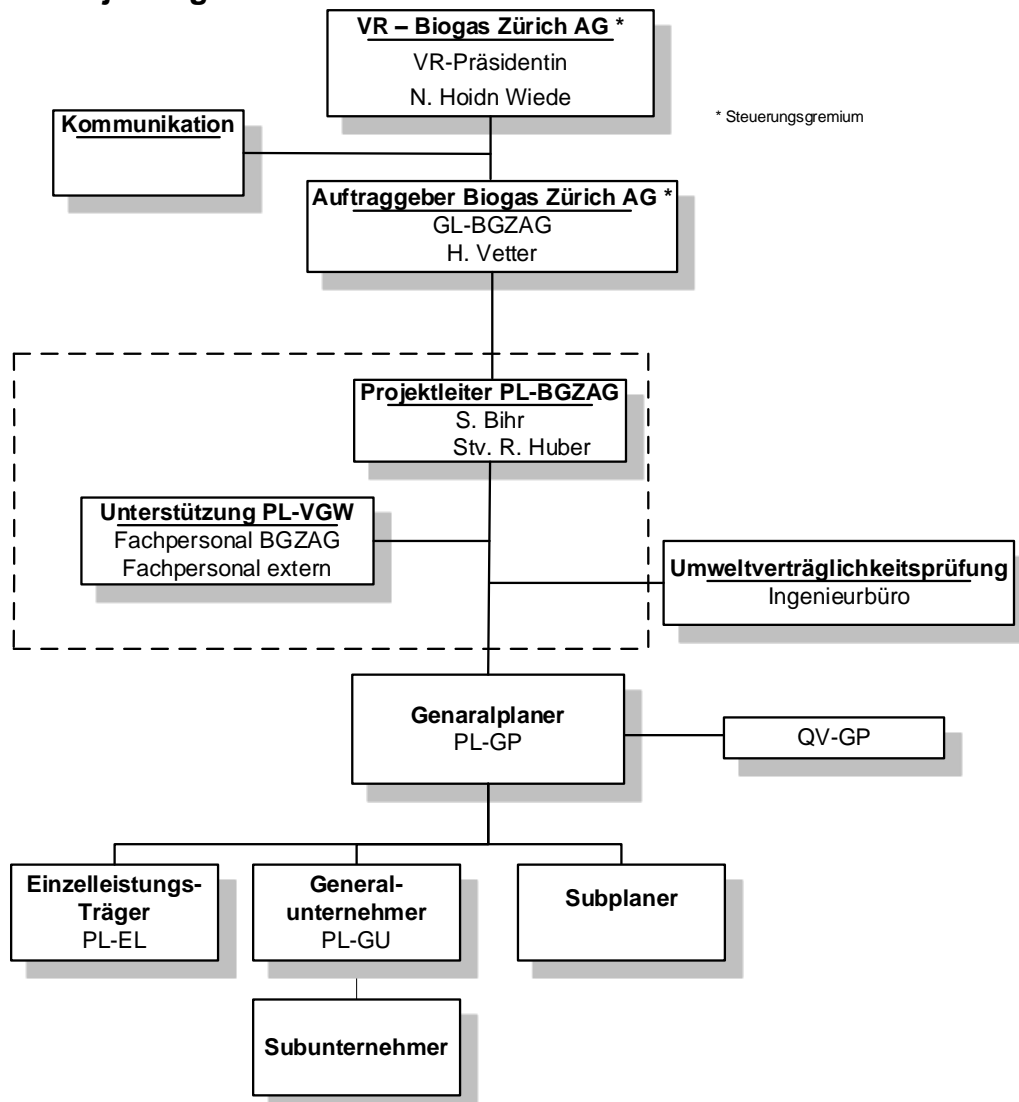 VR – Biogas Zürich AG *
VR-Präsidentin
N. Hoidn Wiede
* Steuerungsgremium
Kommunikation
Auftraggeber Biogas Zürich AG *
GL-BGZAG
H. Vetter
Projektleiter PL-BGZAG
S. Bihr
Stv. R. Huber
Unterstützung PL-VGW
Fachpersonal BGZAG
Fachpersonal extern
Umweltverträglichkeitsprüfung
Ingenieurbüro
Genaralplaner
PL-GP
QV-GP
Einzelleistungs-
Träger
PL-EL
General-
unternehmer
PL-GU
Subplaner
Subunternehmer